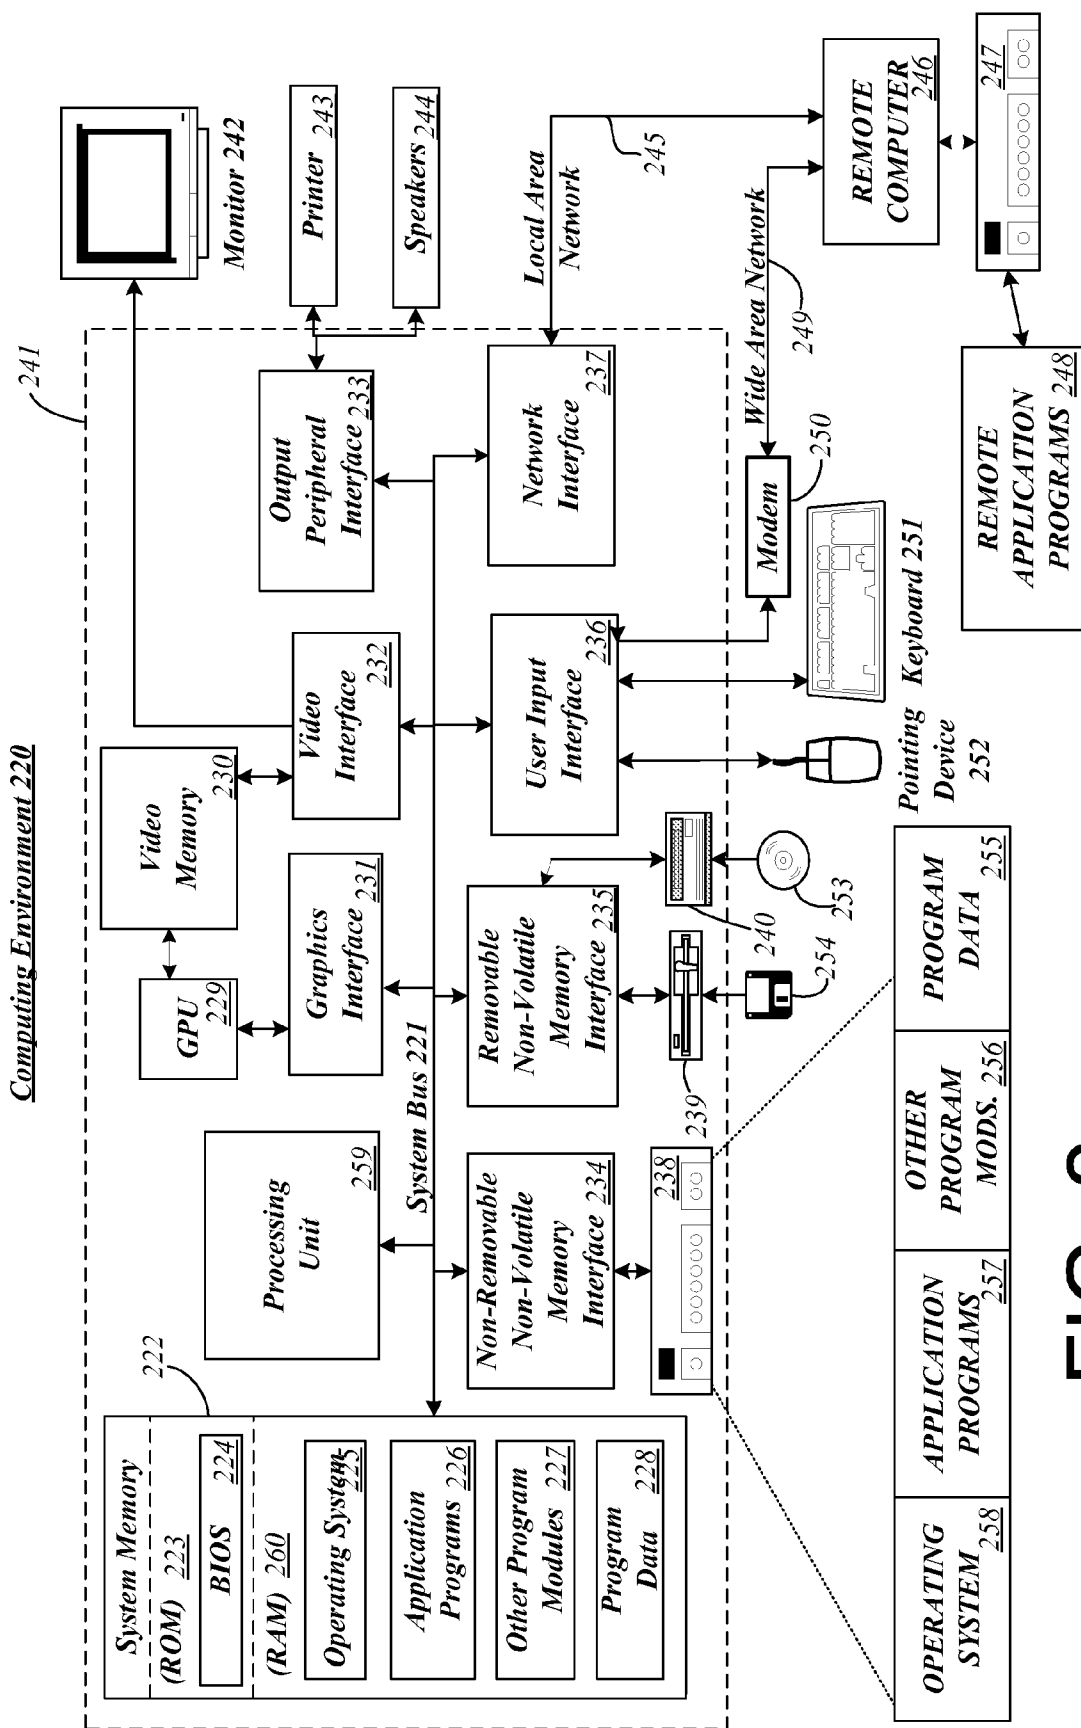 Computing Environment 220
241
222
System Memory
(ROM) 223
BIOS 224
(RAM) 260
Operating System
225
Application
Programs 226
Other Program
Modules 227
Program
Data 228
Processing
Unit
259
GPU
229
Video
Memory
230
Graphics
Interface 231
Video
Interface
232
Output
Peripheral
Interface 233
Monitor 242
Printer 243
Speakers 244
System Bus 221
Non-Removable
Non-Volatile
Memory
Interface 234
Removable
Non-Volatile
Memory
Interface 235
User Input
Interface
236
Network
Interface
237
Local Area
Network
245
238
239
240
254
253
Modem
250
Wide Area Network
249
Pointing
Device
252
Keyboard 251
REMOTE
COMPUTER
246
247
REMOTE
APPLICATION
PROGRAMS 248
OPERATING
SYSTEM
258
APPLICATION
PROGRAMS
257
OTHER
PROGRAM
MODS. 256
PROGRAM
DATA
255